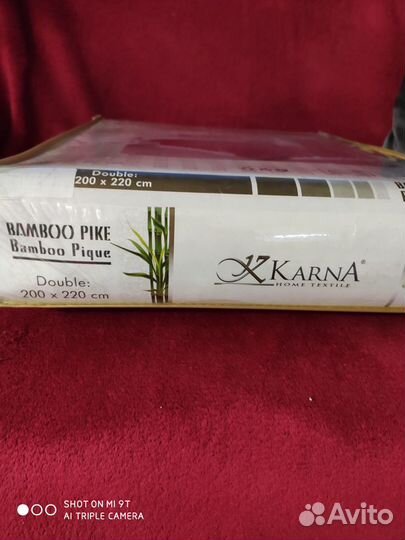 Double:
200 x 220 cm
BAMBOO PIKE
Bamboo Pique
Double:
200 x 220 cm
KARNA®
HOME TEXTILE
SHOT ON MI 9T
AI TRIPLE CAMERA
Avito